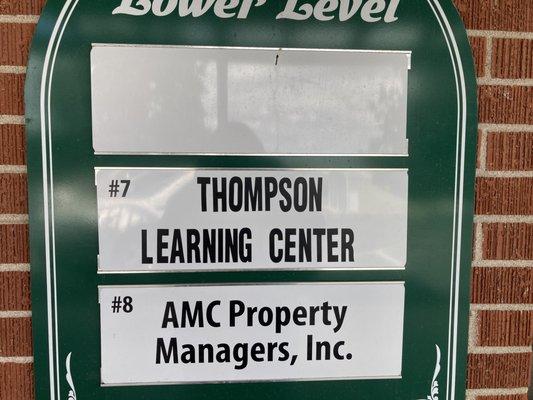 Lower Level
#7 THOMPSON
LEARNING CENTER
#8 AMC Property
Managers, Inc.